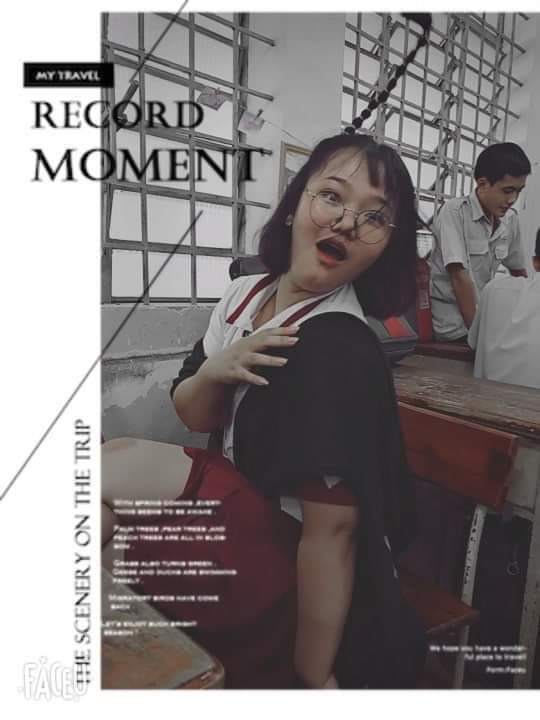 MY TRAVEL
RECORD
MOMENT
THE SCENERY ON THE TRIP
WITH SPRING COMING ,EVERY-
THING SEEMS TO BE AWAKE .
PALM TREES ,PEAR TREES ,AND
PEACH TREES ARE ALL IN BLOS-
SOM .
GRASS ALSO TURNS GREEN .
GEESE AND DUCKS ARE SWIMMING
FREELY .
MIGRATORY BIRDS HAVE COME
BACK .
LET'S ENJOY SUCH BRIGHT
SEASON !
We hope you have a wonder-
ful place to travel!
Form:Faceu
FACEU